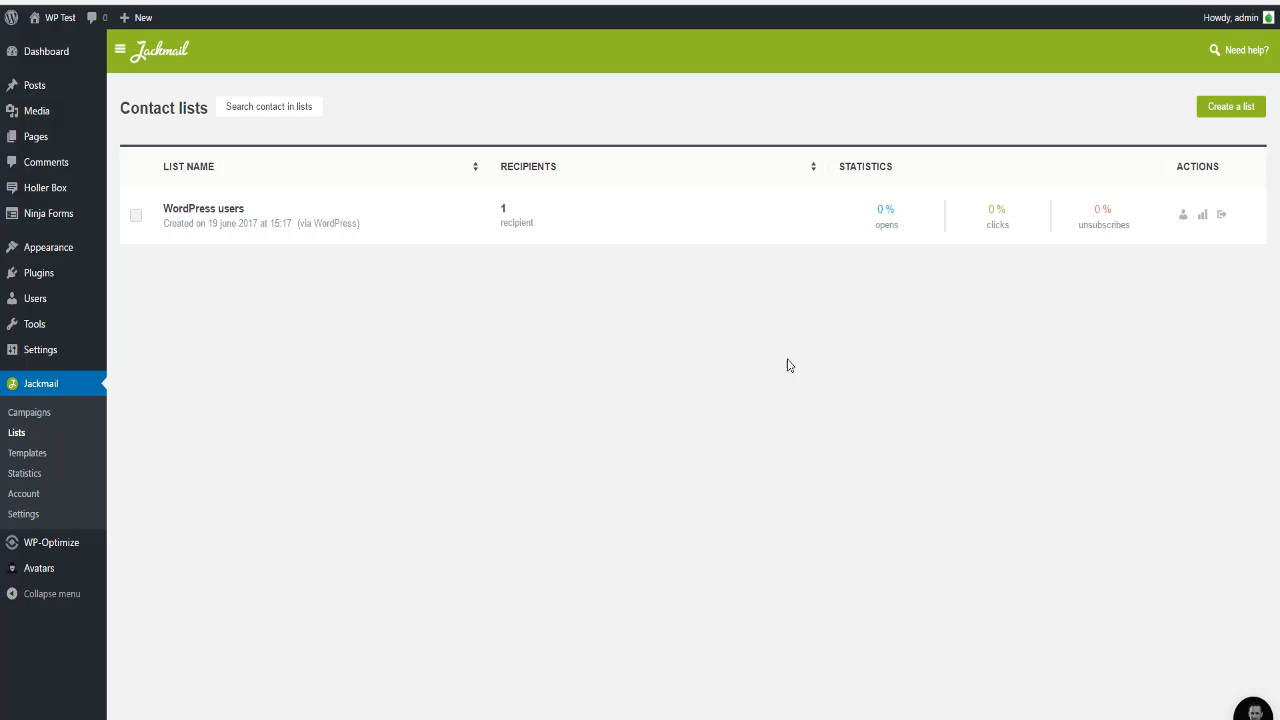 WP Test
0
New
Howdy, admin
Dashboard
Posts
Media
Pages
Comments
Holler Box
Ninja Forms
Appearance
Plugins
Users
Tools
Settings
Jackmail
Campaigns
Lists
Templates
Statistics
Account
Settings
WP-Optimize
Avatars
Collapse menu
Jackmail
Need help?
Contact lists
Search contact in lists
Create a list
LIST NAME
RECIPIENTS
STATISTICS
ACTIONS
WordPress users
Created on 19 june 2017 at 15:17 (via WordPress)
1
recipient
0 %
opens
0 %
clicks
0 %
unsubscribes